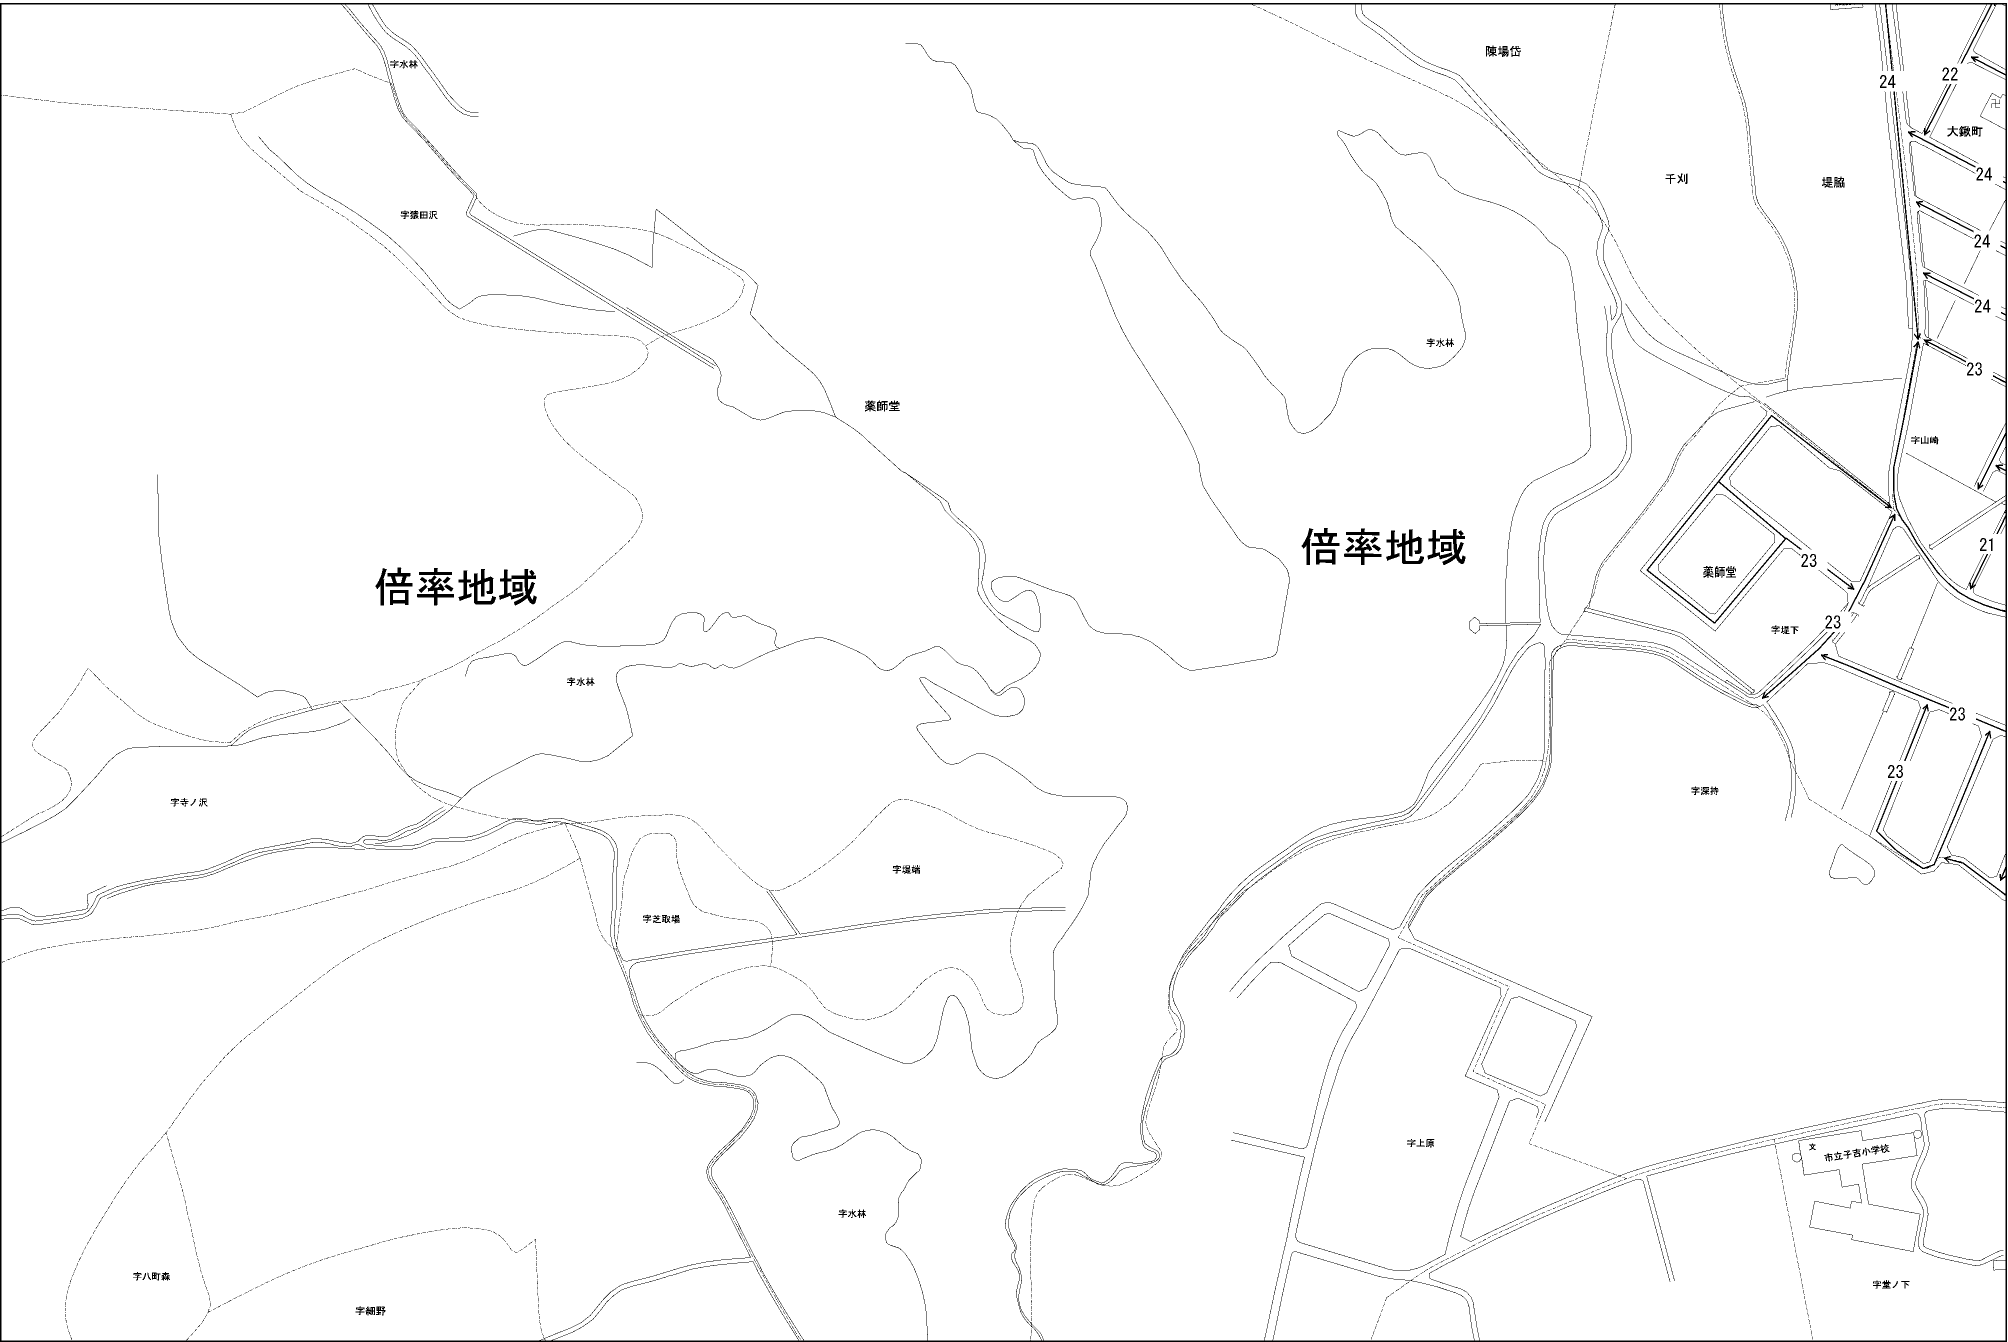 字水林
陳場岱
24
22
大鍬町
24
千刈
堤脇
字猿田沢
24
24
字水林
23
薬師堂
字山崎
倍率地域
倍率地域
21
23
薬師堂
23
字堤下
字水林
23
23
字深持
字寺ノ沢
字堤端
字芝取場
字上原
文
市立子吉小学校
字水林
字八町森
字細野
字堂ノ下